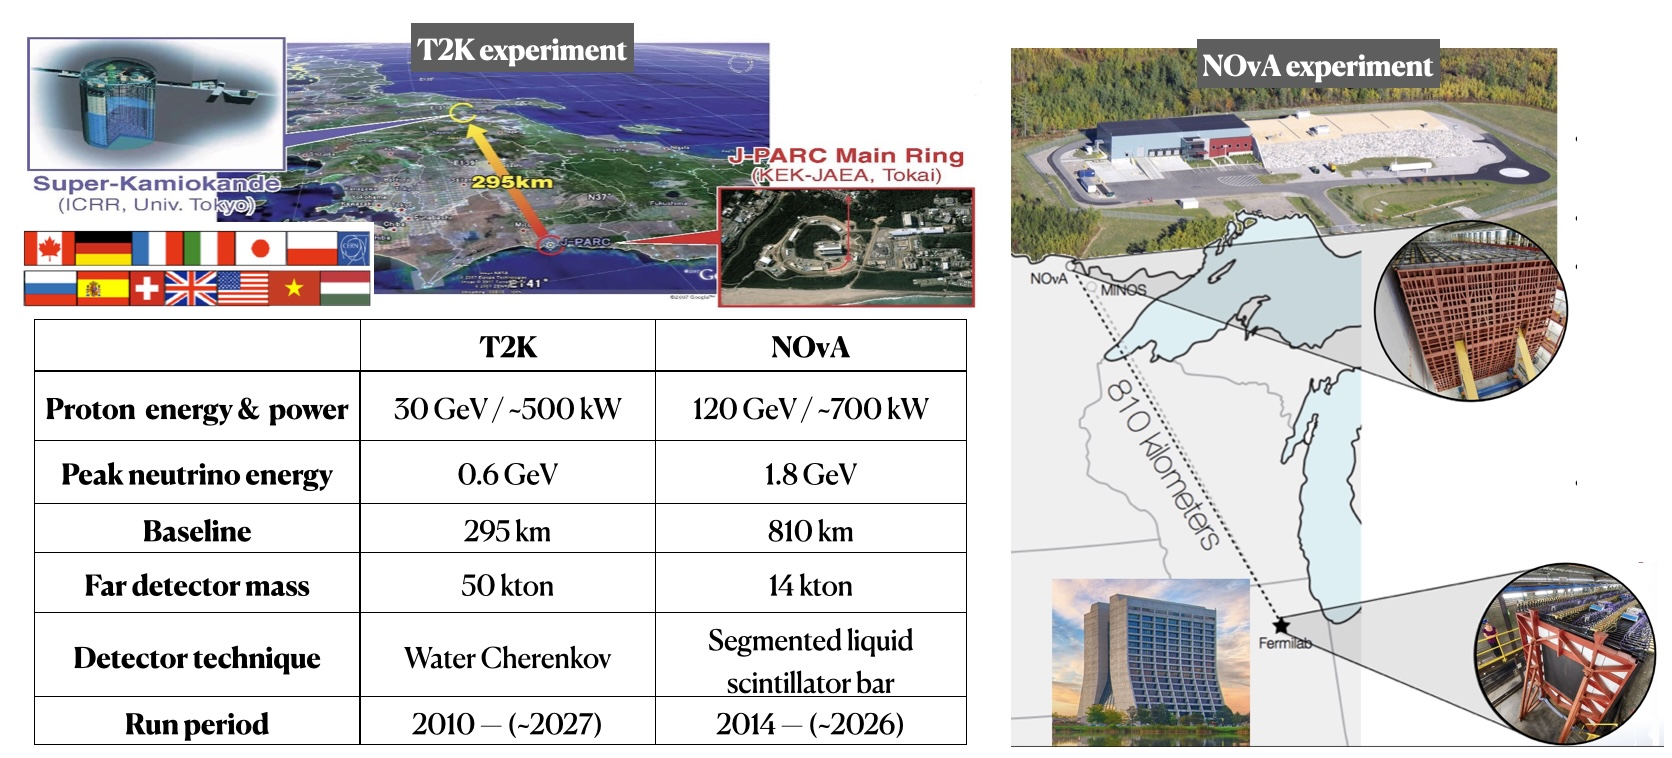 T2K experiment
Super-Kamiokande
(ICRR, Univ. Tokyo)
295km
J-PARC
N37°
J-PARC Main Ring
(KEK-JAEA, Tokai)
CERN
T2K
NOvA
Proton energy & power
30 GeV / ~500 kW
120 GeV / ~700 kW
Peak neutrino energy
0.6 GeV
1.8 GeV
Baseline
295 km
810 km
Far detector mass
50 kton
14 kton
Detector technique
Water Cherenkov
Segmented liquid
scintillator bar
Run period
2010 — (~2027)
2014 — (~2026)
NOvA experiment
NOvA
MINOS
810 kilometers
Fermilab